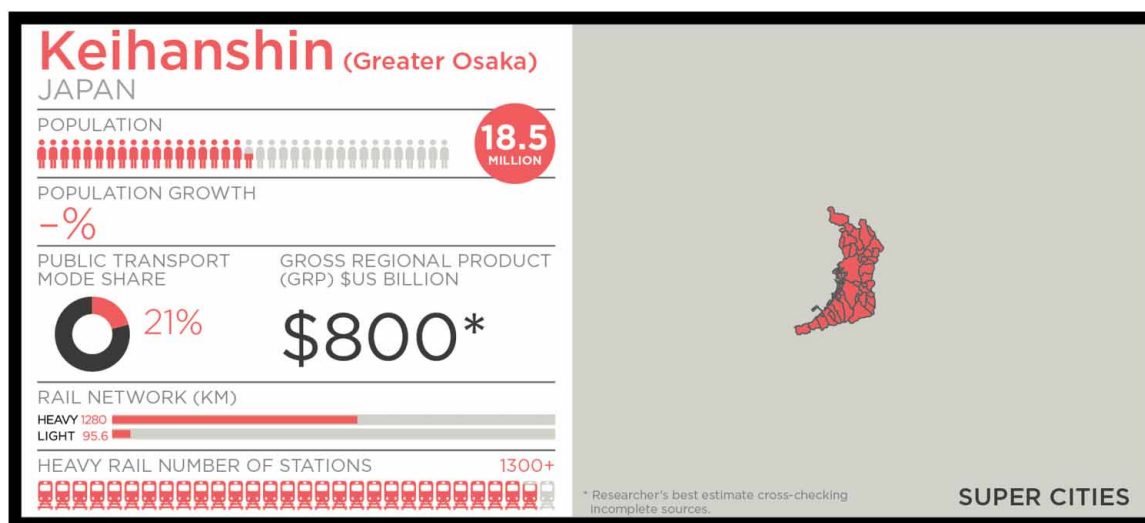 Keihanshin (Greater Osaka)
JAPAN
POPULATION
18.5
MILLION
POPULATION GROWTH
–%
PUBLIC TRANSPORT
MODE SHARE
21%
GROSS REGIONAL PRODUCT
(GRP) $US BILLION
$800*
RAIL NETWORK (KM)
HEAVY 1280
LIGHT 95.6
HEAVY RAIL NUMBER OF STATIONS 1300+
* Researcher's best estimate cross-checking
incomplete sources.
SUPER CITIES